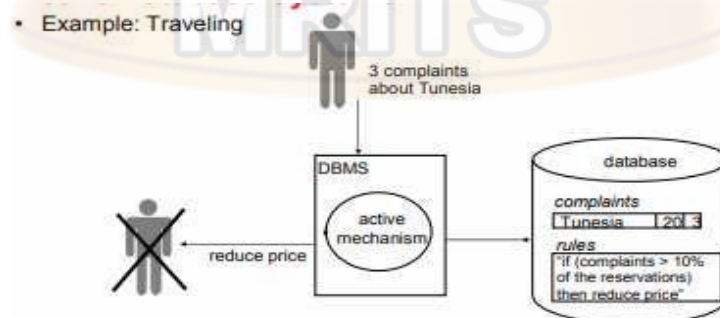 MRITS
• Example: Traveling
3 complaints
about Tunesia
DBMS
active
mechanism
reduce price
database
complaints
Tunesia 20 3
rules
"if (complaints > 10%
of the reservations)
then reduce price"